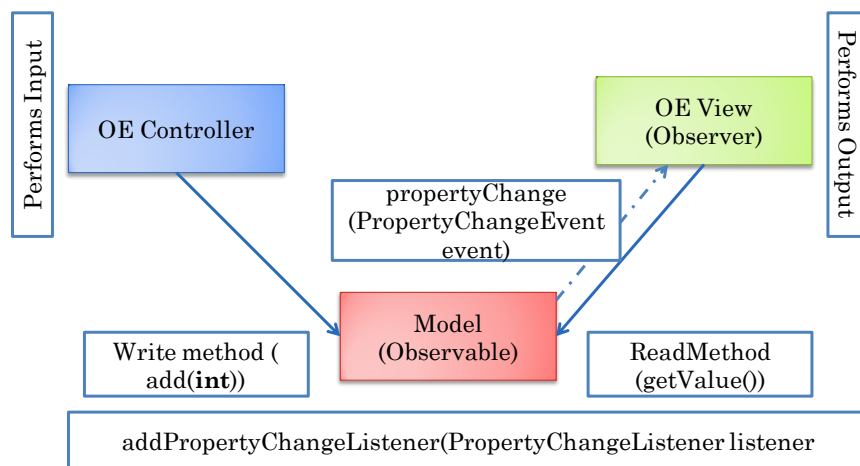 Performs Input
OE Controller
OE View
(Observer)
Performs Output
propertyChange
(PropertyChangeEvent
event)
Model
(Observable)
Write method (
add(int))
ReadMethod
(getValue())
addPropertyChangeListener(PropertyChangeListener listener